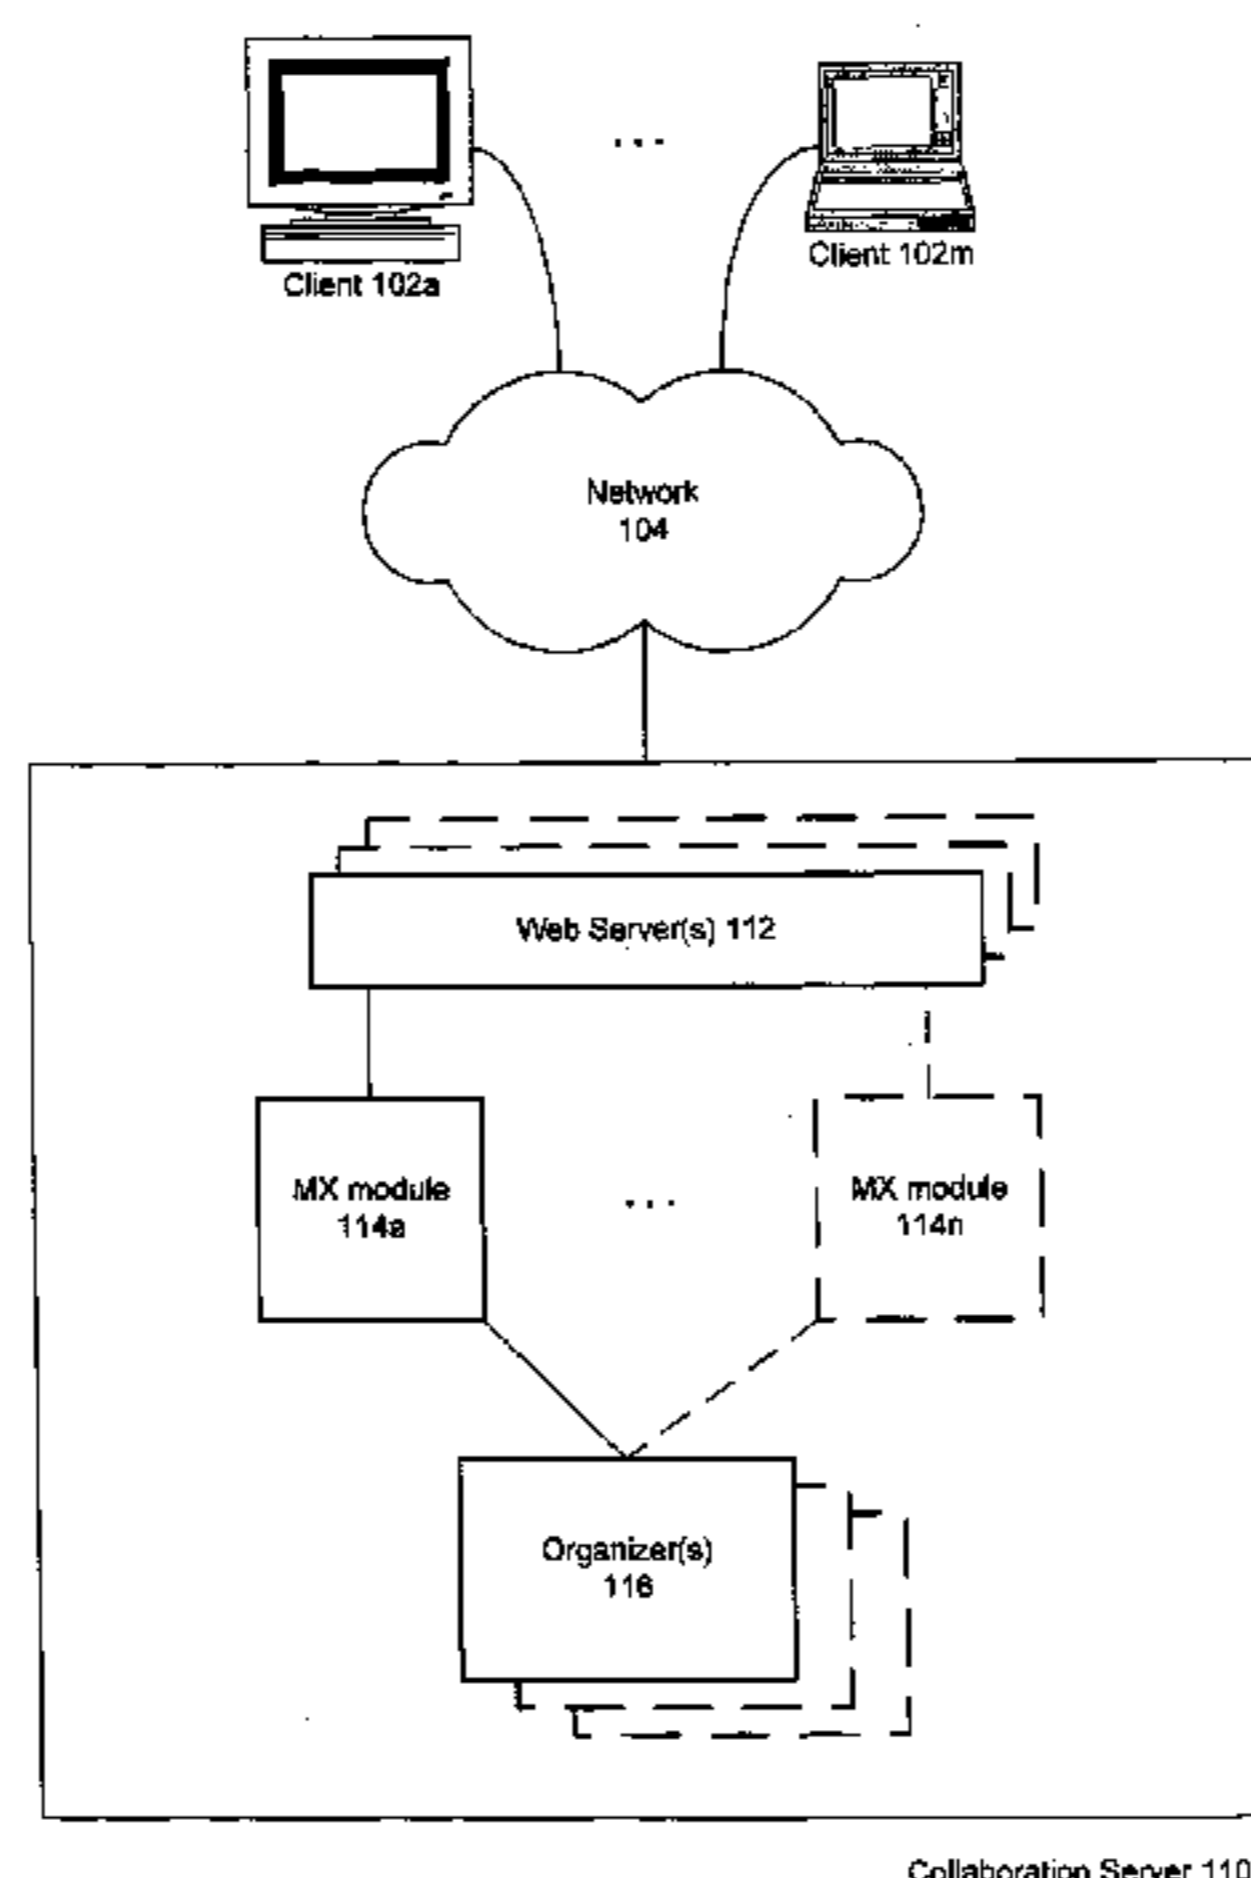 Client 102a
Client 102m
Network
104
Web Server(s) 112
MX module
114a
MX module
114n
Organizer(s)
116
Collaboration Server 110